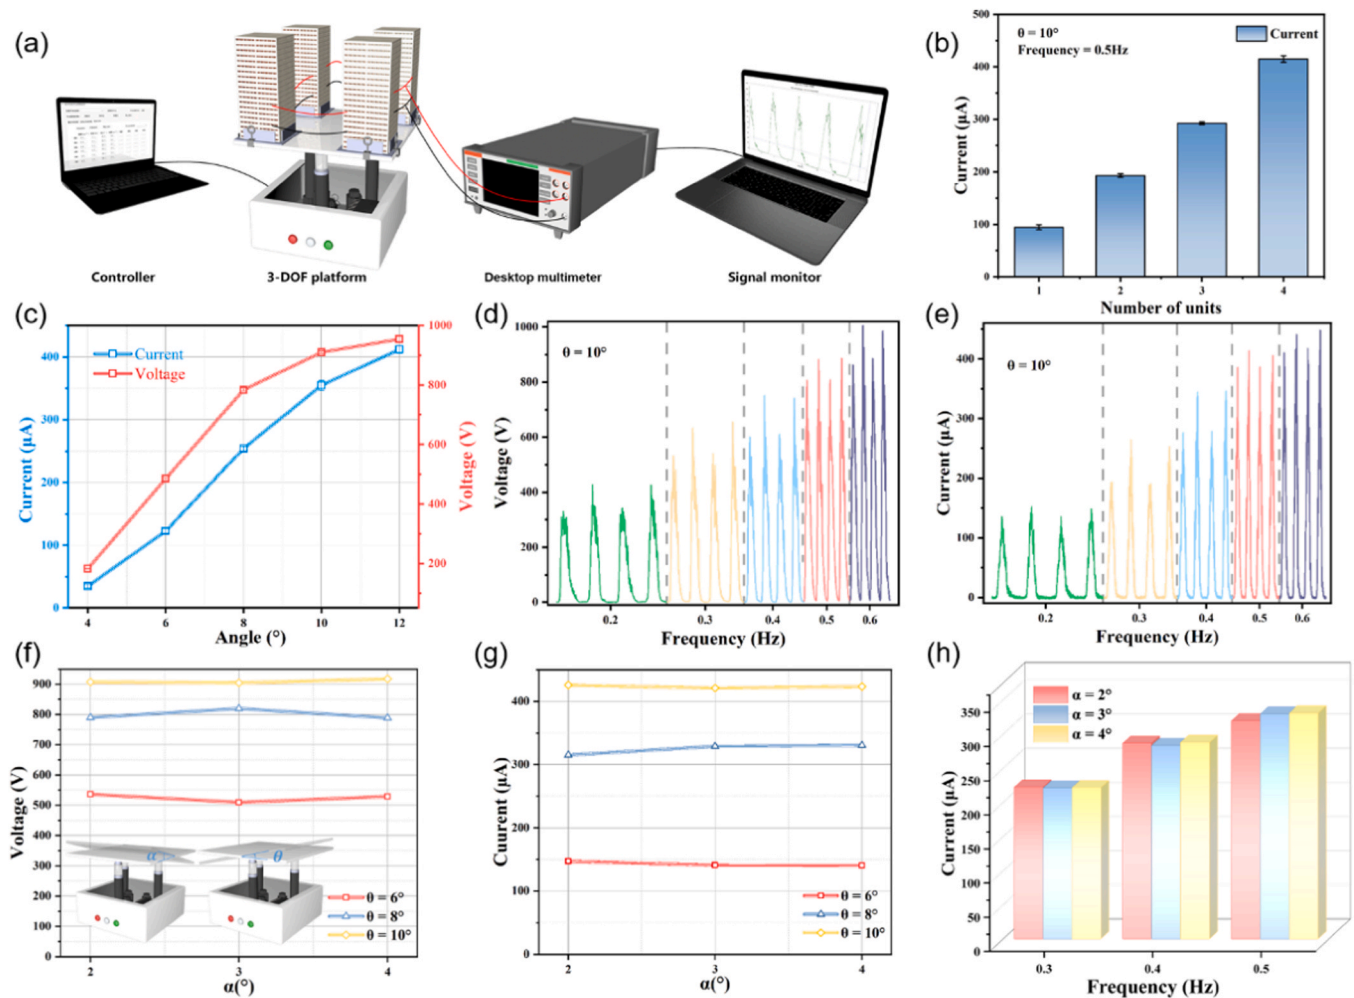 (a)
Controller
3-DOF platform
Desktop multimeter
Signal monitor
(b)
θ = 10°
Frequency = 0.5Hz
Current
500
400
300
200
100
0
Current (μA)
1 2 3 4
Number of units
(c)
Current
Voltage
400
300
200
100
0
Current (μA)
1000
800
600
400
200
Voltage (V)
4 6 8 10 12
Angle (°)
(d)
θ = 10°
1000
800
600
400
200
0
Voltage (V)
0.2 0.3 0.4 0.5 0.6
Frequency (Hz)
(e)
θ = 10°
400
300
200
100
0
Current (μA)
0.2 0.3 0.4 0.5 0.6
Frequency (Hz)
(f)
900
800
700
600
500
400
300
200
100
0
Voltage (V)
α
θ
θ = 6°
θ = 8°
θ = 10°
2 3 4
α(°)
(g)
400
300
200
100
0
Cuurent (μA)
θ = 6°
θ = 8°
θ = 10°
2 3 4
α(°)
(h)
α = 2°
α = 3°
α = 4°
350
300
250
200
150
100
50
0
Current (μA)
0.3 0.4 0.5
Frequency (Hz)